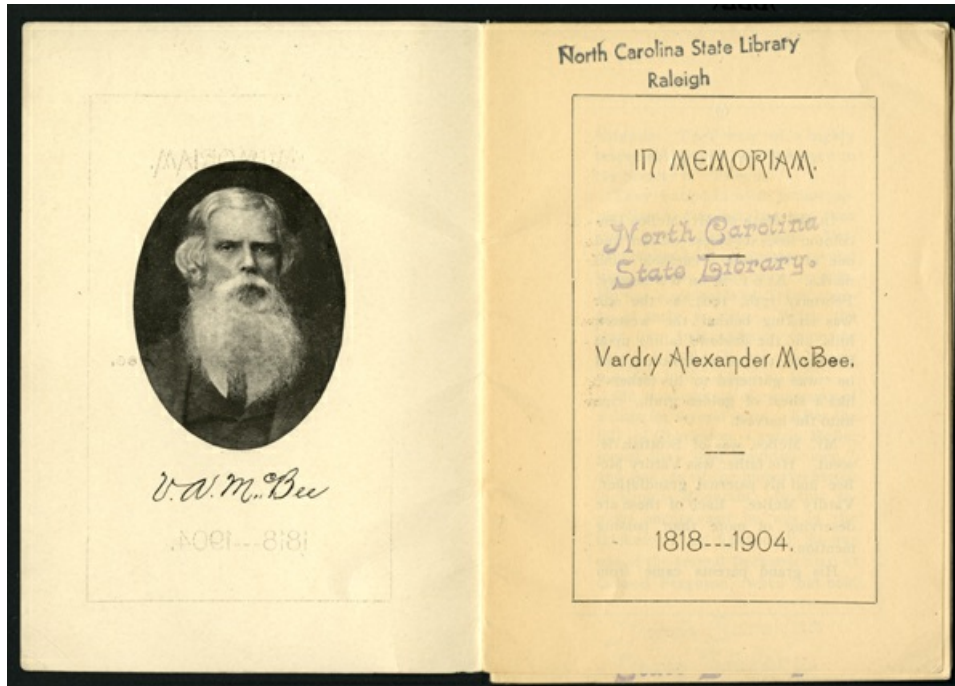 V. A. McBee
North Carolina State Library
Raleigh
IN MEMORIAM.
North Carolina
State Library.
Vardry Alexander McBee.
1818---1904.